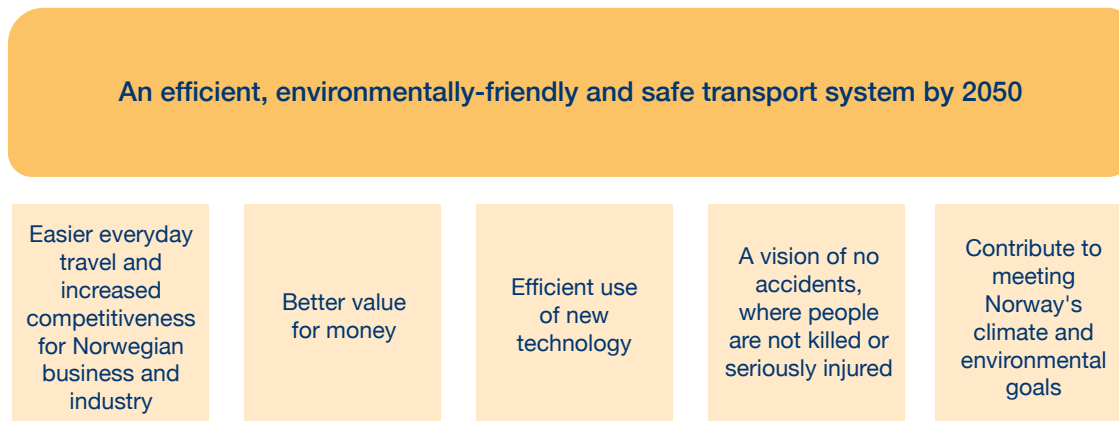 An efficient, environmentally-friendly and safe transport system by 2050
Easier everyday
travel and
increased
competitiveness
for Norwegian
business and
industry
Better value
for money
Efficient use
of new
technology
A vision of no
accidents,
where people
are not killed or
seriously injured
Contribute to
meeting
Norway's
climate and
environmental
goals